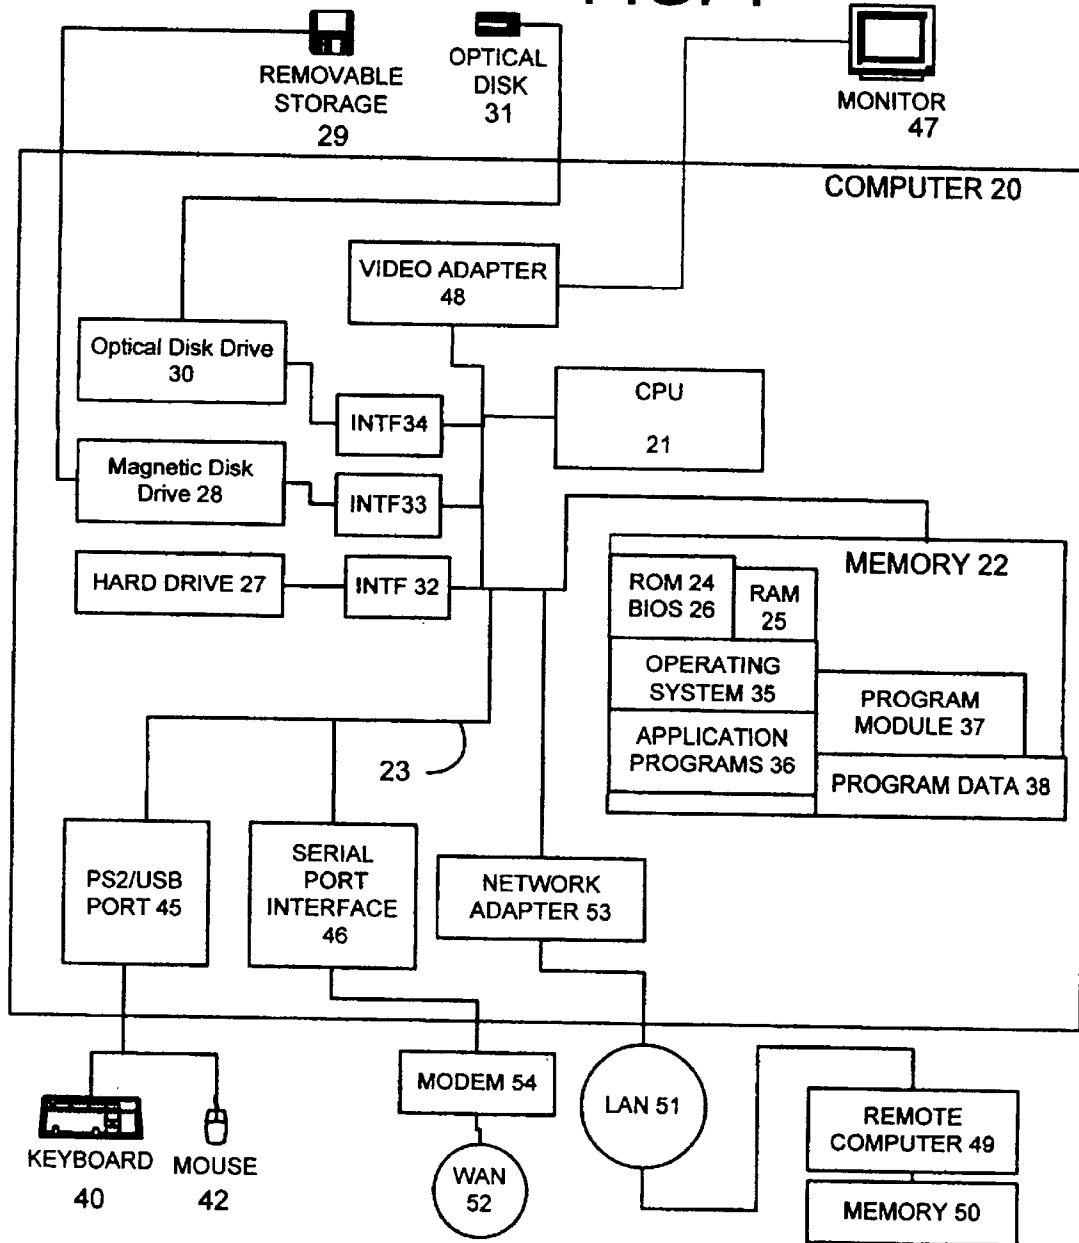 REMOVABLE
STORAGE
29
OPTICAL
DISK
31
MONITOR
47
COMPUTER 20
VIDEO ADAPTER
48
Optical Disk Drive
30
INTF34
CPU
21
Magnetic Disk
Drive 28
INTF33
HARD DRIVE 27
INTF 32
MEMORY 22
ROM 24
BIOS 26
RAM
25
OPERATING
SYSTEM 35
PROGRAM
MODULE 37
APPLICATION
PROGRAMS 36
PROGRAM DATA 38
23
PS2/USB
PORT 45
SERIAL
PORT
INTERFACE
46
NETWORK
ADAPTER 53
MODEM 54
LAN 51
REMOTE
COMPUTER 49
KEYBOARD
40
MOUSE
42
WAN
52
MEMORY 50